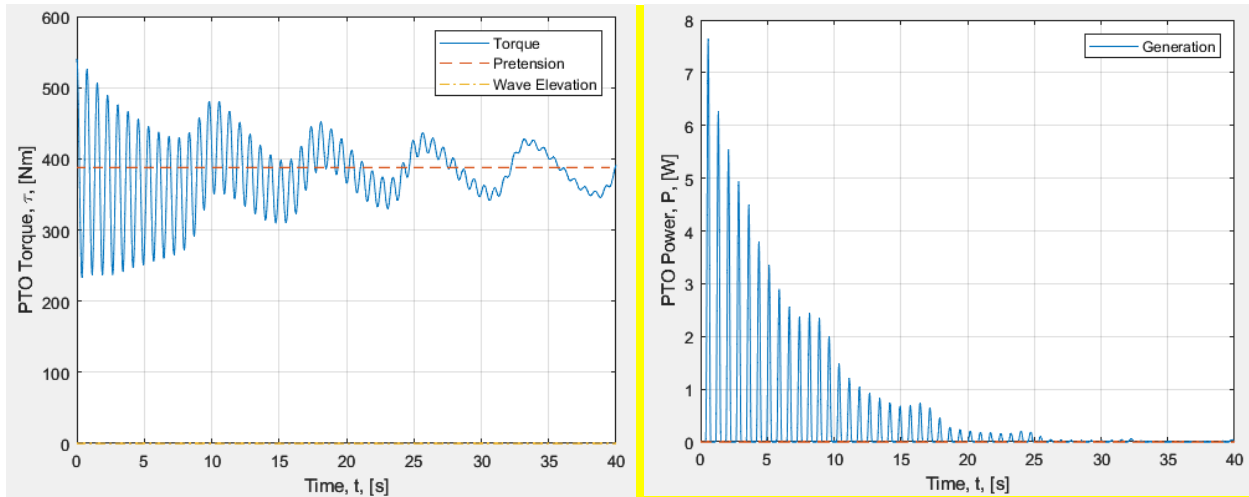 600
500
400
300
200
100
0
PTO Torque, τ, [Nm]
Torque
Pretension
Wave Elevation
0 5 10 15 20 25 30 35 40
Time, t, [s]
8
7
6
5
4
3
2
1
0
PTO Power, P, [W]
Generation
0 5 10 15 20 25 30 35 40
Time, t, [s]